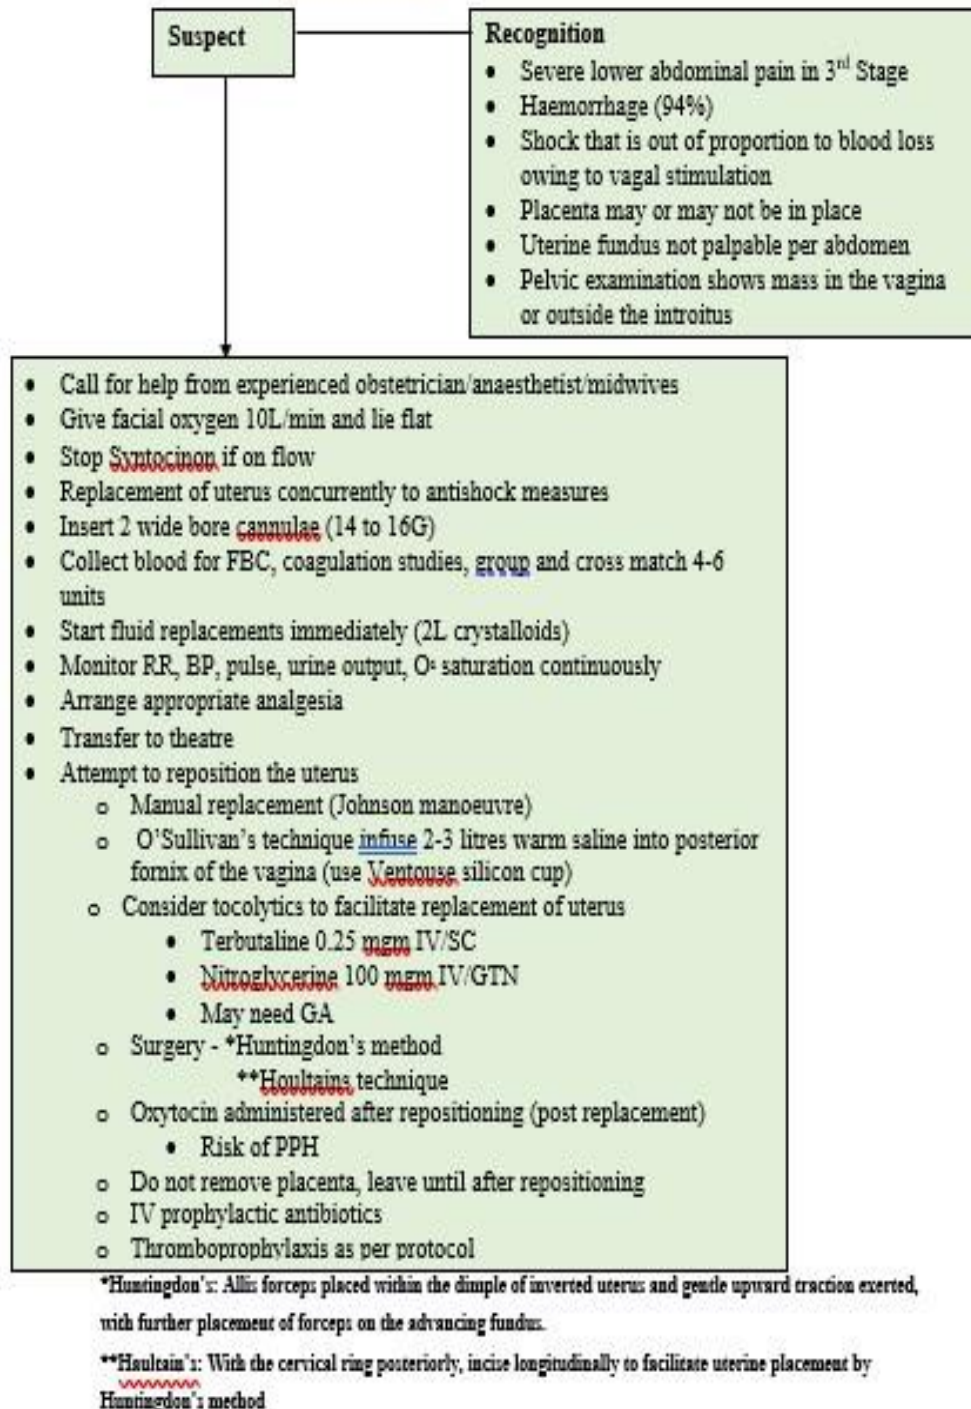 Suspect
Recognition
• Severe lower abdominal pain in 3rd Stage
• Haemorrhage (94%)
• Shock that is out of proportion to blood loss
owing to vagal stimulation
• Placenta may or may not be in place
• Uterine fundus not palpable per abdomen
• Pelvic examination shows mass in the vagina
or outside the introitus
• Call for help from experienced obstetrician/anaesthetist/midwives
• Give facial oxygen 10L/min and lie flat
• Stop Syntocinon if on flow
• Replacement of uterus concurrently to antishock measures
• Insert 2 wide bore cannulae (14 to 16G)
• Collect blood for FBC, coagulation studies, group and cross match 4-6
units
• Start fluid replacements immediately (2L crystalloids)
• Monitor RR, BP, pulse, urine output, O² saturation continuously
• Arrange appropriate analgesia
• Transfer to theatre
• Attempt to reposition the uterus
o Manual replacement (Johnson manoeuvre)
o O’Sullivan’s technique infuse 2-3 litres warm saline into posterior
fornix of the vagina (use Ventouse silicon cup)
o Consider tocolytics to facilitate replacement of uterus
• Terbutaline 0.25 mgm IV/SC
• Nitroglycerine 100 mgm IV/GTN
• May need GA
o Surgery - *Huntingdon’s method
**Houltains technique
o Oxytocin administered after repositioning (post replacement)
• Risk of PPH
o Do not remove placenta, leave until after repositioning
o IV prophylactic antibiotics
o Thromboprophylaxis as per protocol
*Huntingdon’s: Allis forceps placed within the dimple of inverted uterus and gentle upward traction exerted,
with further placement of forceps on the advancing fundus.
**Haultain’s: With the cervical ring posteriorly, incise longitudinally to facilitate uterine placement by
Huntingdon’s method